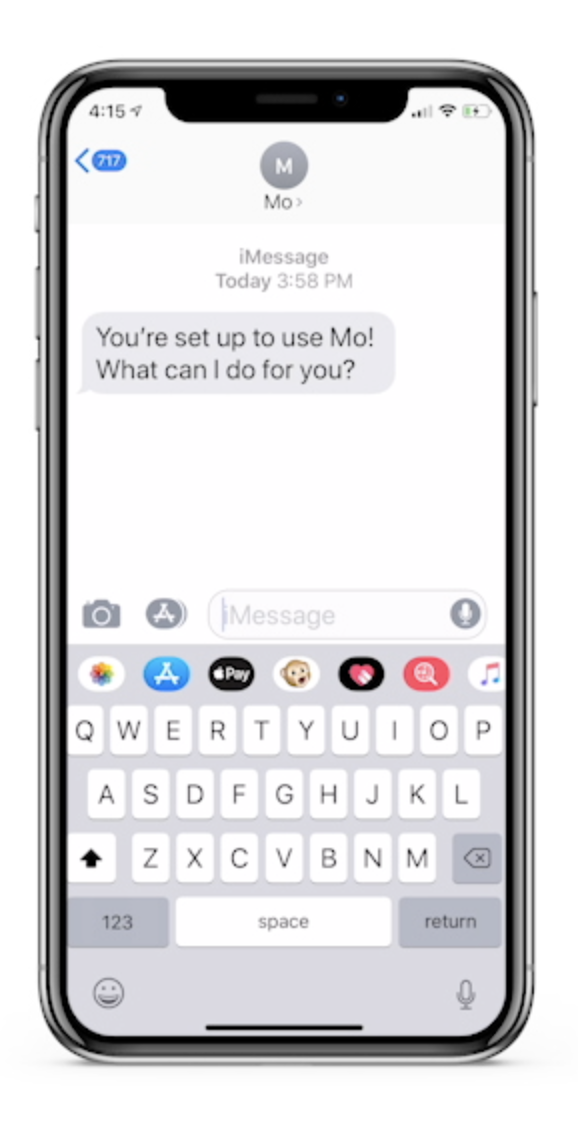 4:15
717
M
Mo
iMessage
Today 3:58 PM
You're set up to use Mo!
What can I do for you?
iMessage
Pay
Q W E R T Y U I O P
A S D F G H J K L
Z X C V B N M
123 space return